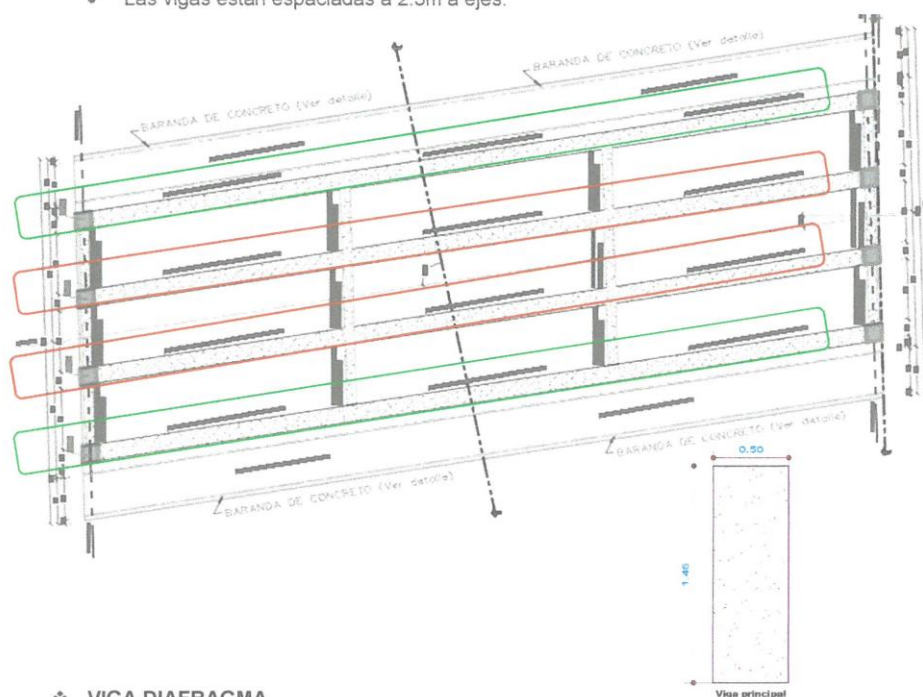 Las vigas están espaciadas a 2.5m a ejes.
BARANDA DE CONCRETO (Ver detalle)
BARANDA DE CONCRETO (Ver detalle)
BARANDA DE CONCRETO (Ver detalle)
BARANDA DE CONCRETO (Ver detalle)
0.50
1.45
Viga principal
VIGA DIAFRAGMA